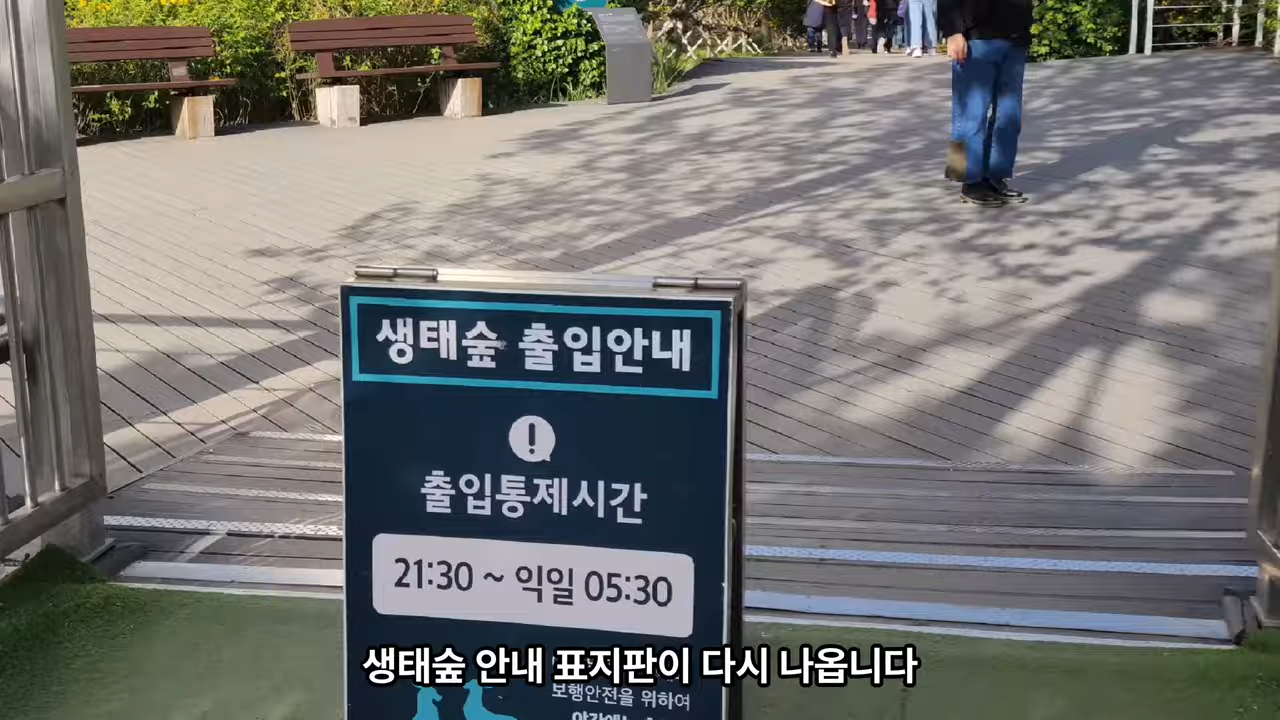 생태숲 출입안내
출입통제시간
21:30 ~ 익일 05:30
보행안전을 위하여
생태숲 안내 표지판이 다시 나옵니다